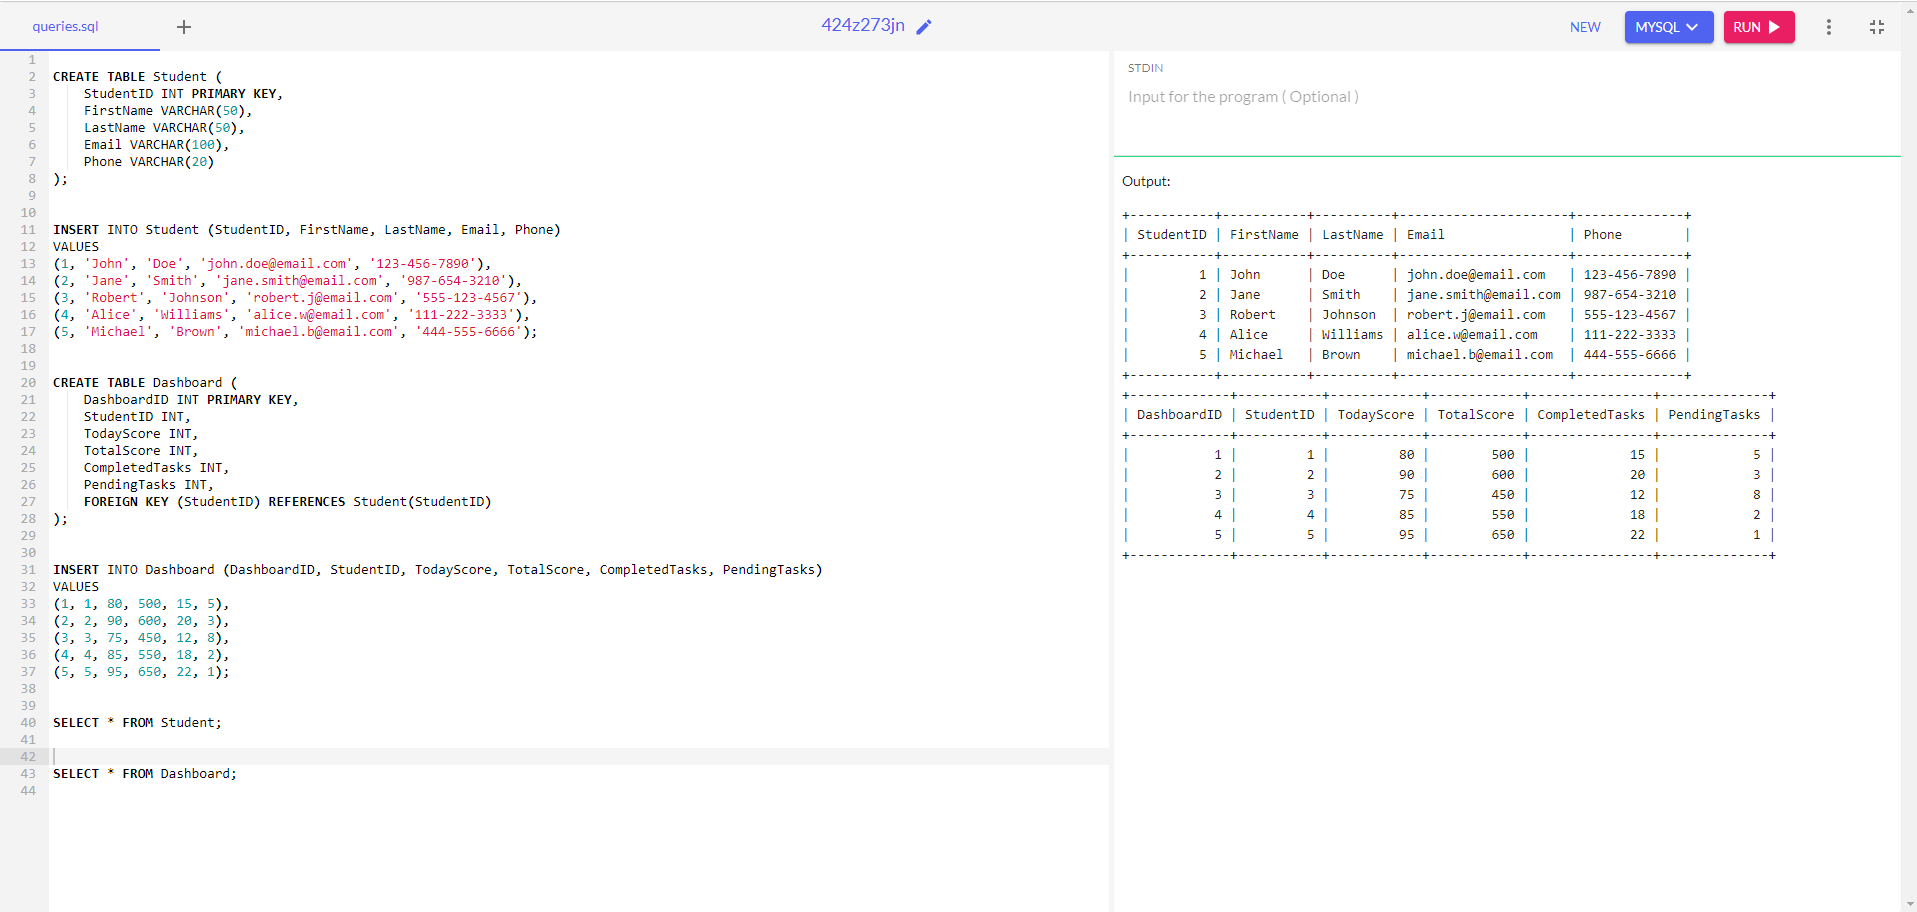 queries.sql
424z273jn
NEW
MYSQL
RUN
1
2 CREATE TABLE Student (
3     StudentID INT PRIMARY KEY,
4     FirstName VARCHAR(50),
5     LastName VARCHAR(50),
6     Email VARCHAR(100),
7     Phone VARCHAR(20)
8 );
9
10
11 INSERT INTO Student (StudentID, FirstName, LastName, Email, Phone)
12 VALUES
13 (1, 'John', 'Doe', 'john.doe@email.com', '123-456-7890'),
14 (2, 'Jane', 'Smith', 'jane.smith@email.com', '987-654-3210'),
15 (3, 'Robert', 'Johnson', 'robert.j@email.com', '555-123-4567'),
16 (4, 'Alice', 'Williams', 'alice.w@email.com', '111-222-3333'),
17 (5, 'Michael', 'Brown', 'michael.b@email.com', '444-555-6666');
18
19
20 CREATE TABLE Dashboard (
21     DashboardID INT PRIMARY KEY,
22     StudentID INT,
23     TodayScore INT,
24     TotalScore INT,
25     CompletedTasks INT,
26     PendingTasks INT,
27     FOREIGN KEY (StudentID) REFERENCES Student(StudentID)
28 );
29
30
31 INSERT INTO Dashboard (DashboardID, StudentID, TodayScore, TotalScore, CompletedTasks, PendingTasks)
32 VALUES
33 (1, 1, 80, 500, 15, 5),
34 (2, 2, 90, 600, 20, 3),
35 (3, 3, 75, 450, 12, 8),
36 (4, 4, 85, 550, 18, 2),
37 (5, 5, 95, 650, 22, 1);
38
39
40 SELECT * FROM Student;
41
42
43 SELECT * FROM Dashboard;
44
STDIN
Input for the program ( Optional )
Output:
+-----------+-----------+----------+----------------------+--------------+
| StudentID | FirstName | LastName | Email                | Phone        |
+-----------+-----------+----------+----------------------+--------------+
|         1 | John      | Doe      | john.doe@email.com   | 123-456-7890 |
|         2 | Jane      | Smith    | jane.smith@email.com | 987-654-3210 |
|         3 | Robert    | Johnson  | robert.j@email.com   | 555-123-4567 |
|         4 | Alice     | Williams | alice.w@email.com    | 111-222-3333 |
|         5 | Michael   | Brown    | michael.b@email.com  | 444-555-6666 |
+-----------+-----------+----------+----------------------+--------------+
+-------------+-----------+------------+------------+----------------+--------------+
| DashboardID | StudentID | TodayScore | TotalScore | CompletedTasks | PendingTasks |
+-------------+-----------+------------+------------+----------------+--------------+
|           1 |         1 |         80 |        500 |             15 |            5 |
|           2 |         2 |         90 |        600 |             20 |            3 |
|           3 |         3 |         75 |        450 |             12 |            8 |
|           4 |         4 |         85 |        550 |             18 |            2 |
|           5 |         5 |         95 |        650 |             22 |            1 |
+-------------+-----------+------------+------------+----------------+--------------+